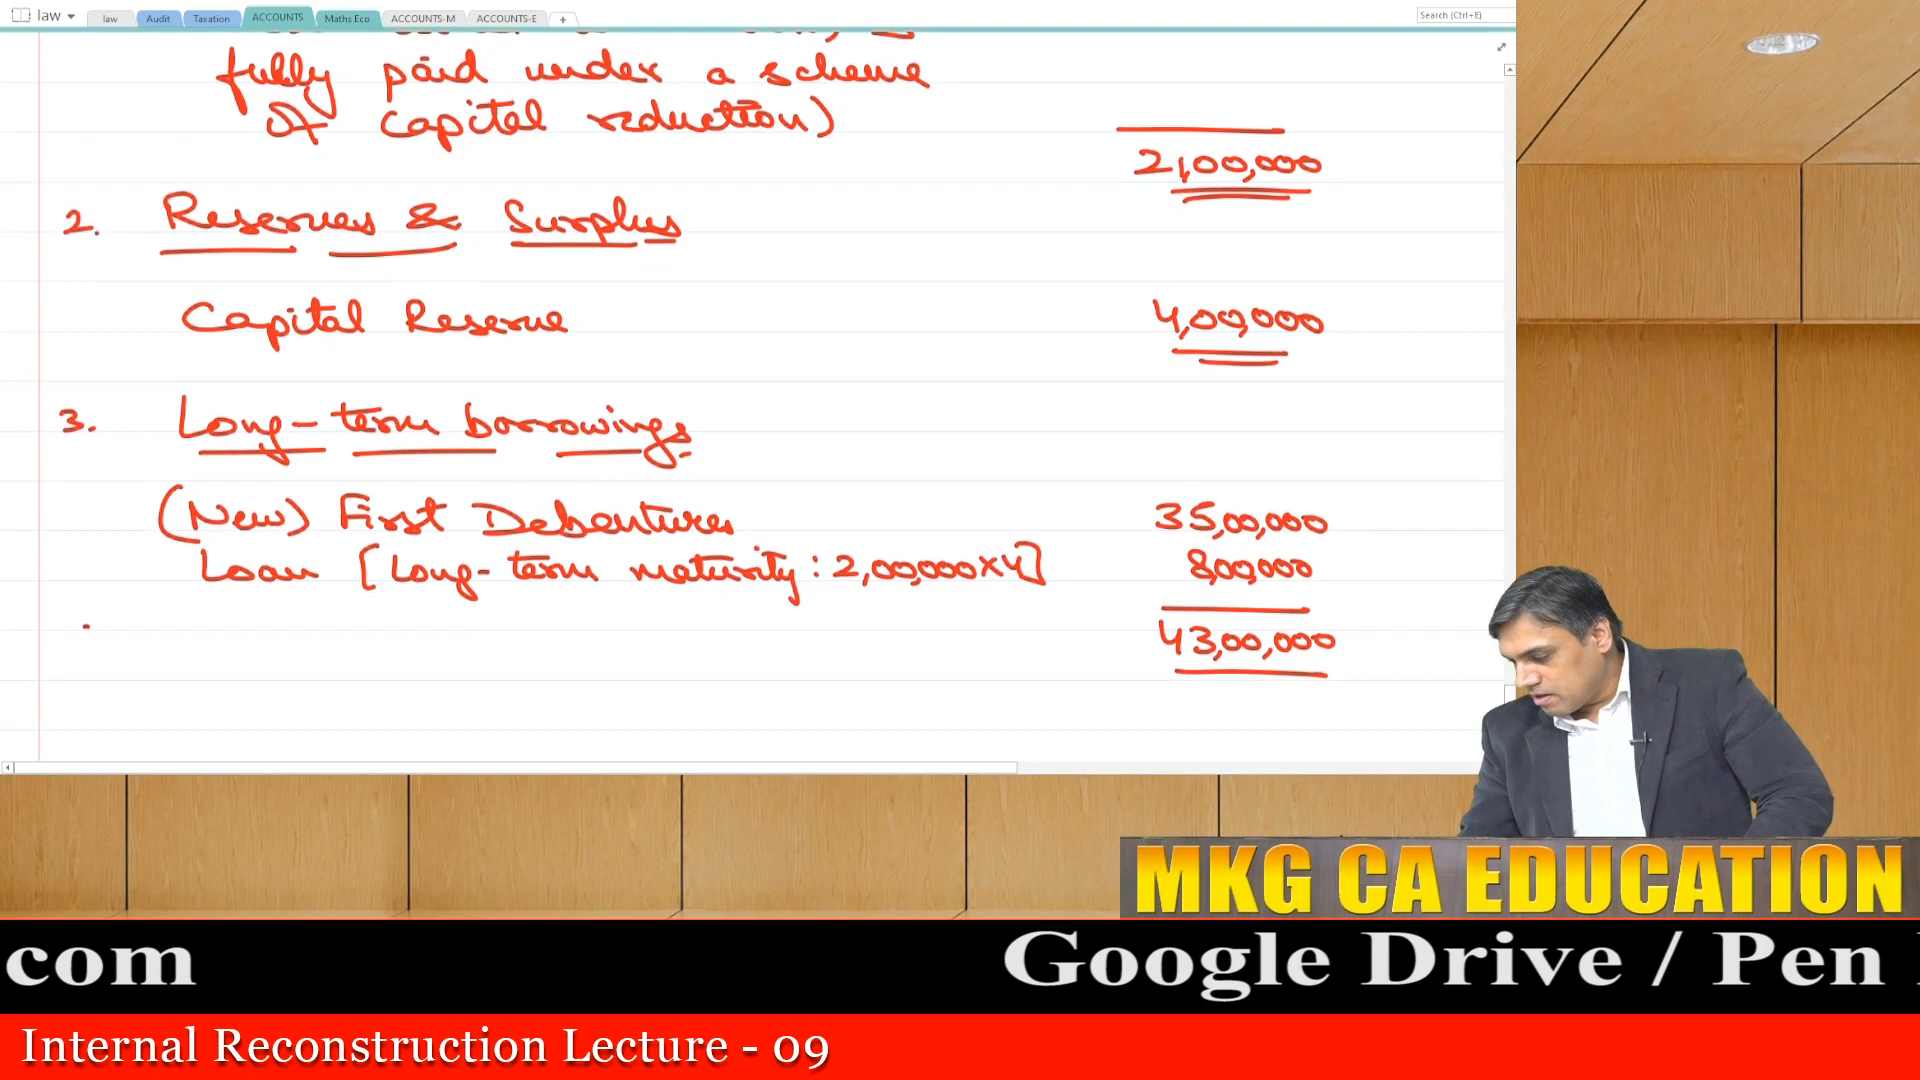 law
law Audit Taxation ACCOUNTS Maths Eco ACCOUNTS-M ACCOUNTS-E +
Search (Ctrl+E)
fully paid under a scheme
of capital reduction)
2,00,000
2. Reserves & Surplus
Capital Reserve 4,00,000
3. Long-term borrowings
(New) First Debentures 35,00,000
Loan [Long-term maturity: 2,00,000×4] 8,00,000
43,00,000
MKG CA EDUCATION
com Google Drive / Pen
Internal Reconstruction Lecture - 09